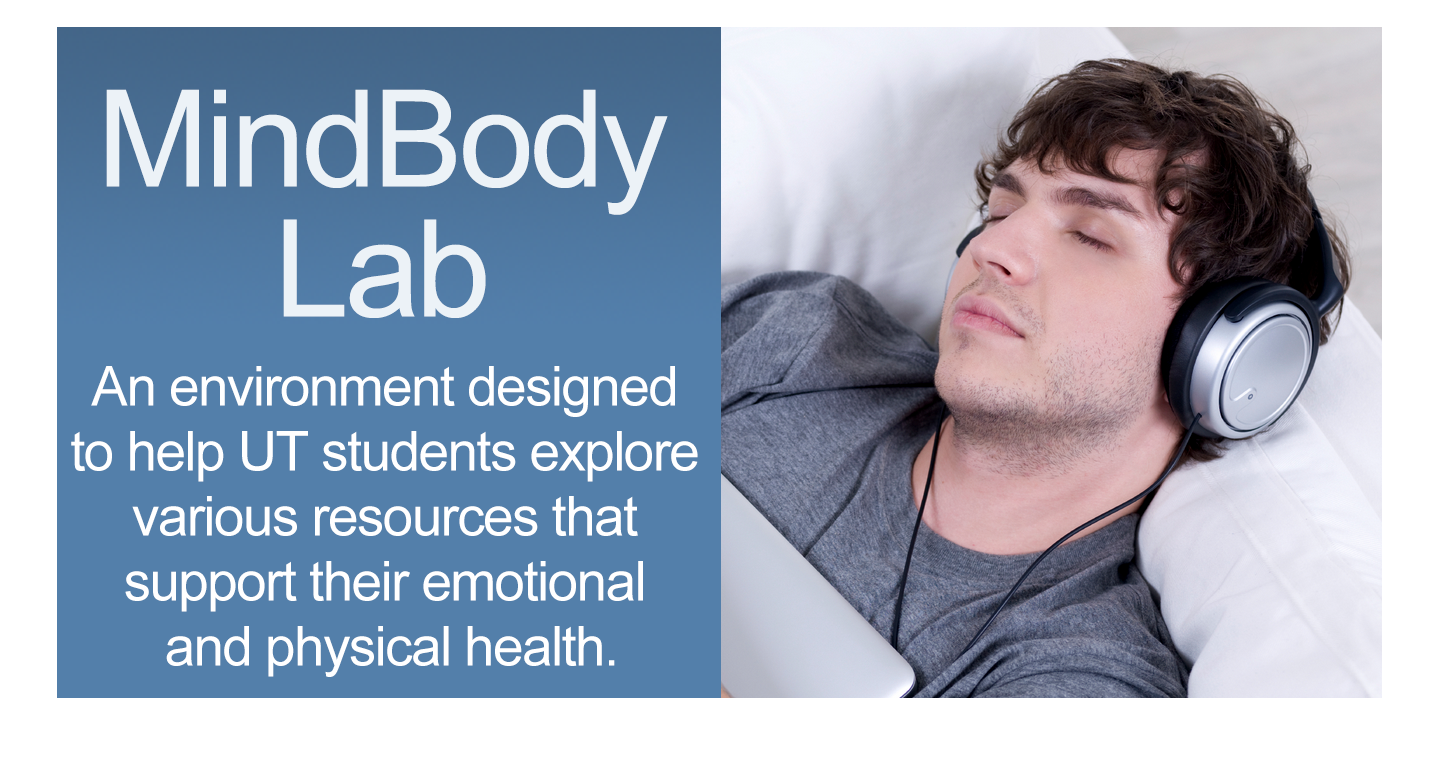 MindBody
Lab
An environment designed
to help UT students explore
various resources that
support their emotional
and physical health.